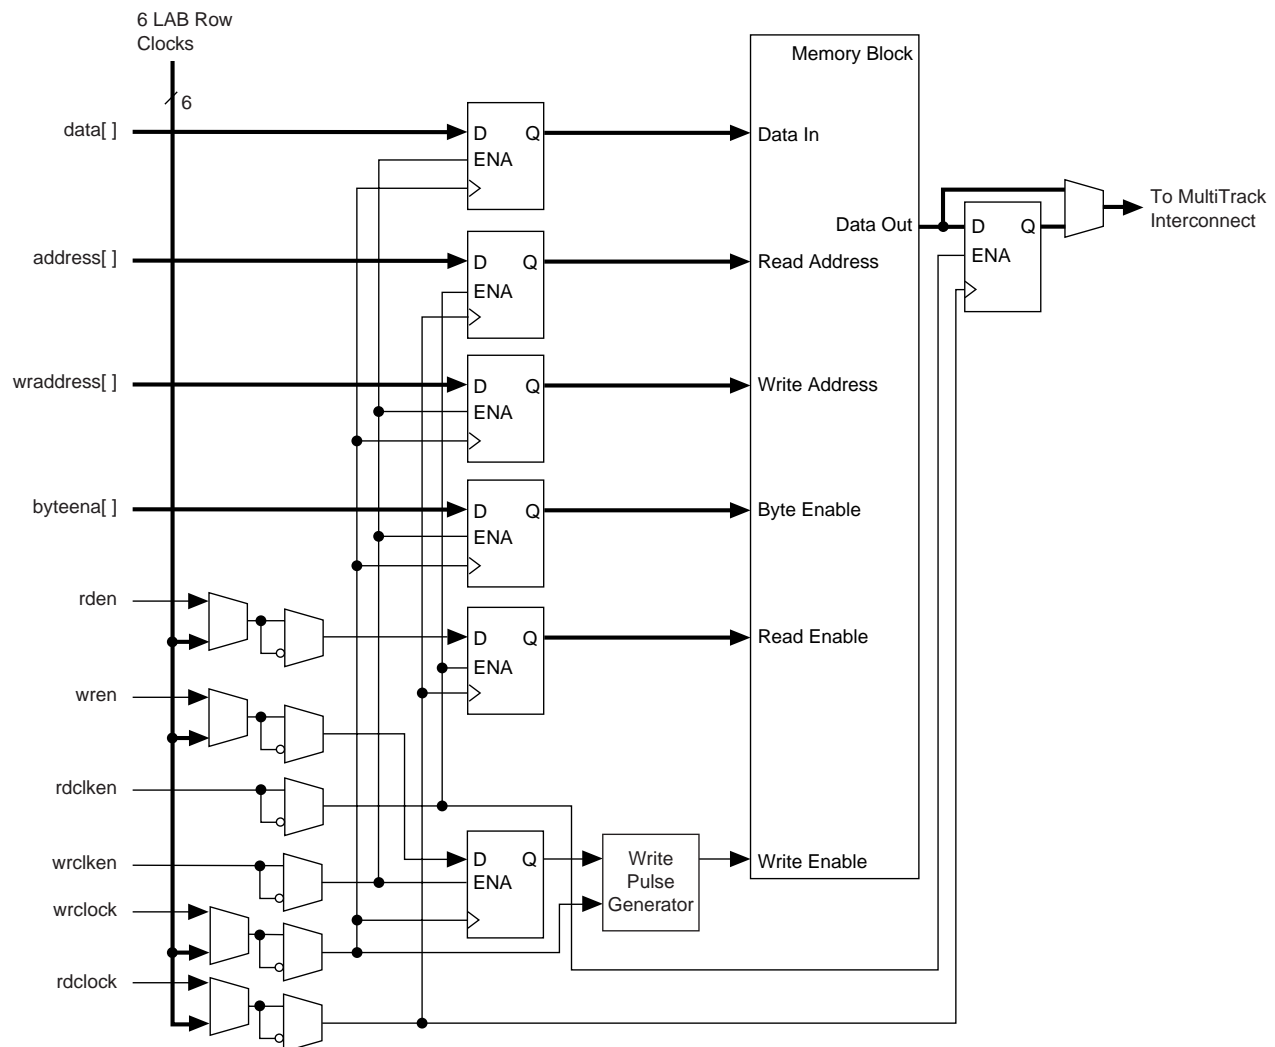 6 LAB Row
Clocks
6
Memory Block
data[ ]
D Q
ENA
Data In
To MultiTrack
Interconnect
Data Out
D Q
ENA
address[ ]
D Q
ENA
Read Address
wraddress[ ]
D Q
ENA
Write Address
byteena[ ]
D Q
ENA
Byte Enable
rden
D Q
ENA
Read Enable
wren
rdclken
wrclken
D Q
ENA
Write
Pulse
Generator
Write Enable
wrclock
rdclock